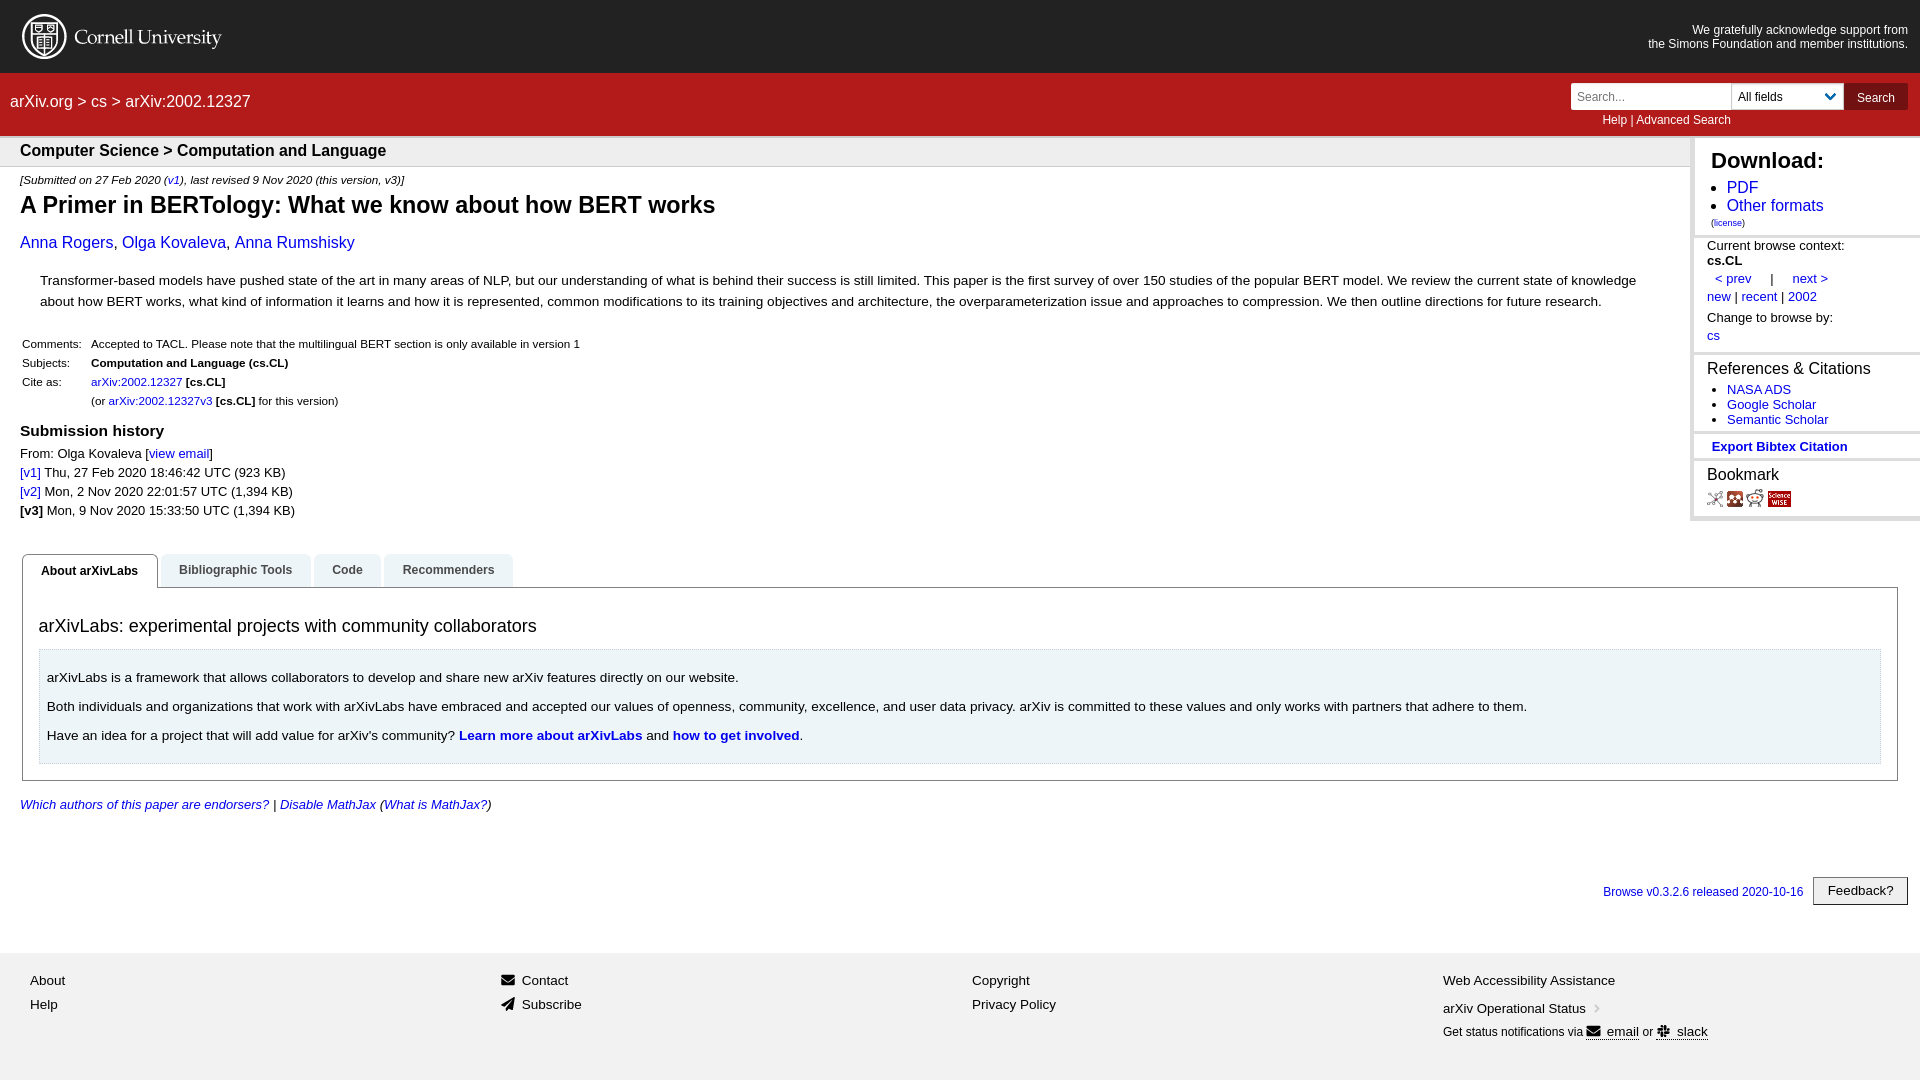 Cornell University
We gratefully acknowledge support from
the Simons Foundation and member institutions.
arXiv.org > cs > arXiv:2002.12327
Search...
All fields
Search
Help | Advanced Search
Computer Science > Computation and Language
[Submitted on 27 Feb 2020 (v1), last revised 9 Nov 2020 (this version, v3)]
A Primer in BERTology: What we know about how BERT works
Anna Rogers, Olga Kovaleva, Anna Rumshisky
Transformer-based models have pushed state of the art in many areas of NLP, but our understanding of what is behind their success is still limited. This paper is the first survey of over 150 studies of the popular BERT model. We review the current state of knowledge
about how BERT works, what kind of information it learns and how it is represented, common modifications to its training objectives and architecture, the overparameterization issue and approaches to compression. We then outline directions for future research.
Comments: Accepted to TACL. Please note that the multilingual BERT section is only available in version 1
Subjects: Computation and Language (cs.CL)
Cite as: arXiv:2002.12327 [cs.CL]
(or arXiv:2002.12327v3 [cs.CL] for this version)
Submission history
From: Olga Kovaleva [view email]
[v1] Thu, 27 Feb 2020 18:46:42 UTC (923 KB)
[v2] Mon, 2 Nov 2020 22:01:57 UTC (1,394 KB)
[v3] Mon, 9 Nov 2020 15:33:50 UTC (1,394 KB)
Download:
PDF
Other formats
(license)
Current browse context:
cs.CL
< prev | next >
new | recent | 2002
Change to browse by:
cs
References & Citations
NASA ADS
Google Scholar
Semantic Scholar
Export Bibtex Citation
Bookmark
Science
WISE
About arXivLabs
Bibliographic Tools
Code
Recommenders
arXivLabs: experimental projects with community collaborators
arXivLabs is a framework that allows collaborators to develop and share new arXiv features directly on our website.
Both individuals and organizations that work with arXivLabs have embraced and accepted our values of openness, community, excellence, and user data privacy. arXiv is committed to these values and only works with partners that adhere to them.
Have an idea for a project that will add value for arXiv's community? Learn more about arXivLabs and how to get involved.
Which authors of this paper are endorsers? | Disable MathJax (What is MathJax?)
Browse v0.3.2.6 released 2020-10-16
Feedback?
About
Help
Contact
Subscribe
Copyright
Privacy Policy
Web Accessibility Assistance
arXiv Operational Status
Get status notifications via email or slack